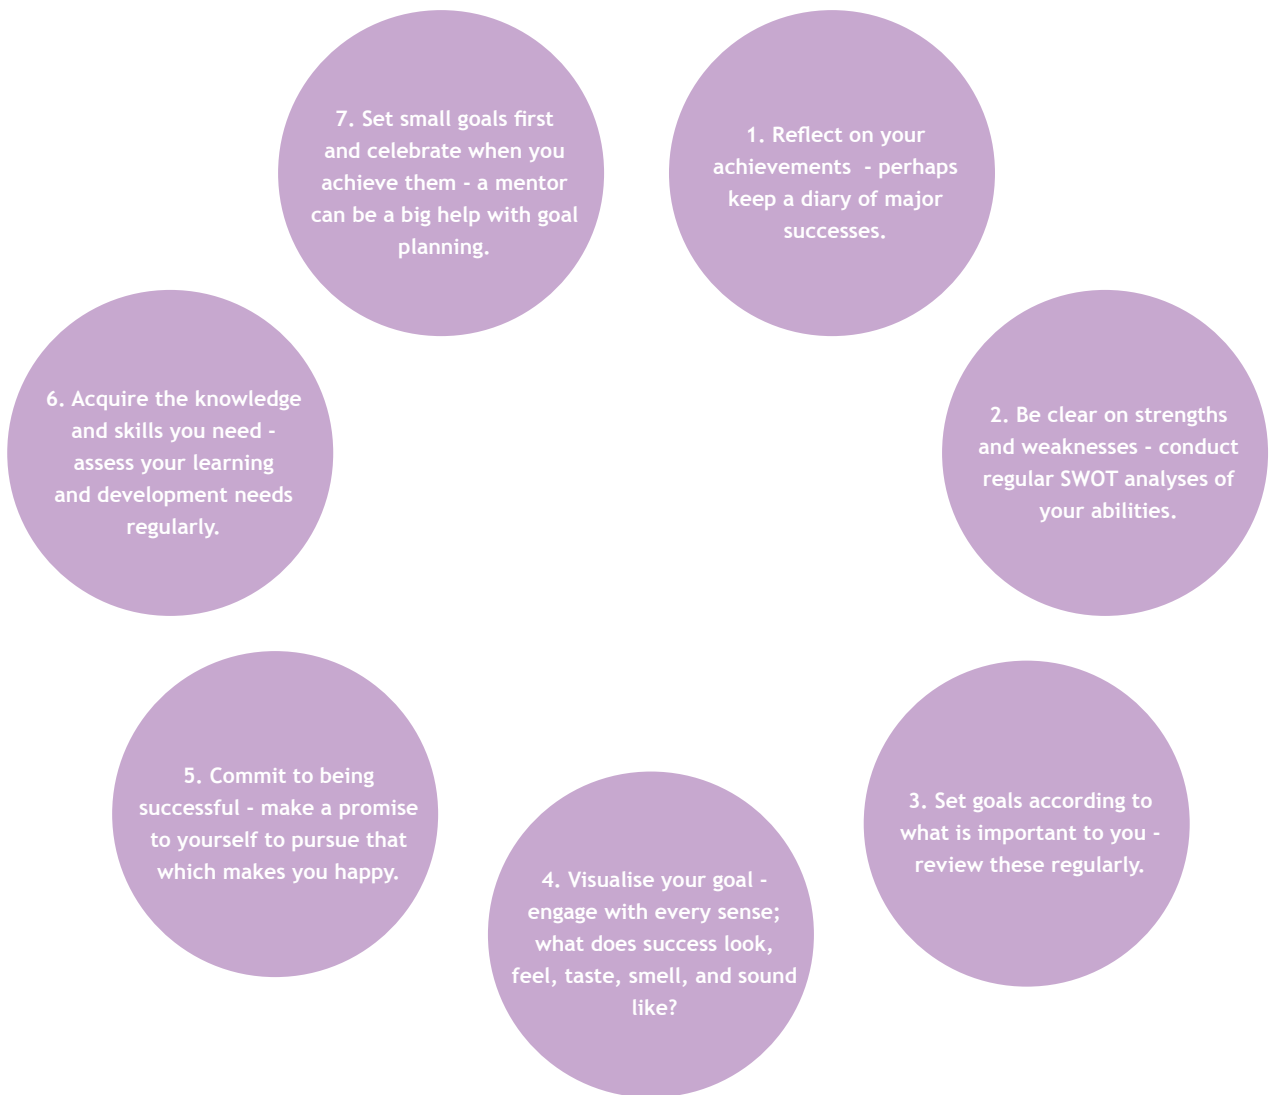 1. Reflect on your
achievements  - perhaps
keep a diary of major
successes.
2. Be clear on strengths
and weaknesses - conduct
regular SWOT analyses of
your abilities.
3. Set goals according to
what is important to you -
review these regularly.
4. Visualise your goal -
engage with every sense;
what does success look,
feel, taste, smell, and sound
like?
5. Commit to being
successful - make a promise
to yourself to pursue that
which makes you happy.
6. Acquire the knowledge
and skills you need -
assess your learning
and development needs
regularly.
7. Set small goals first
and celebrate when you
achieve them - a mentor
can be a big help with goal
planning.